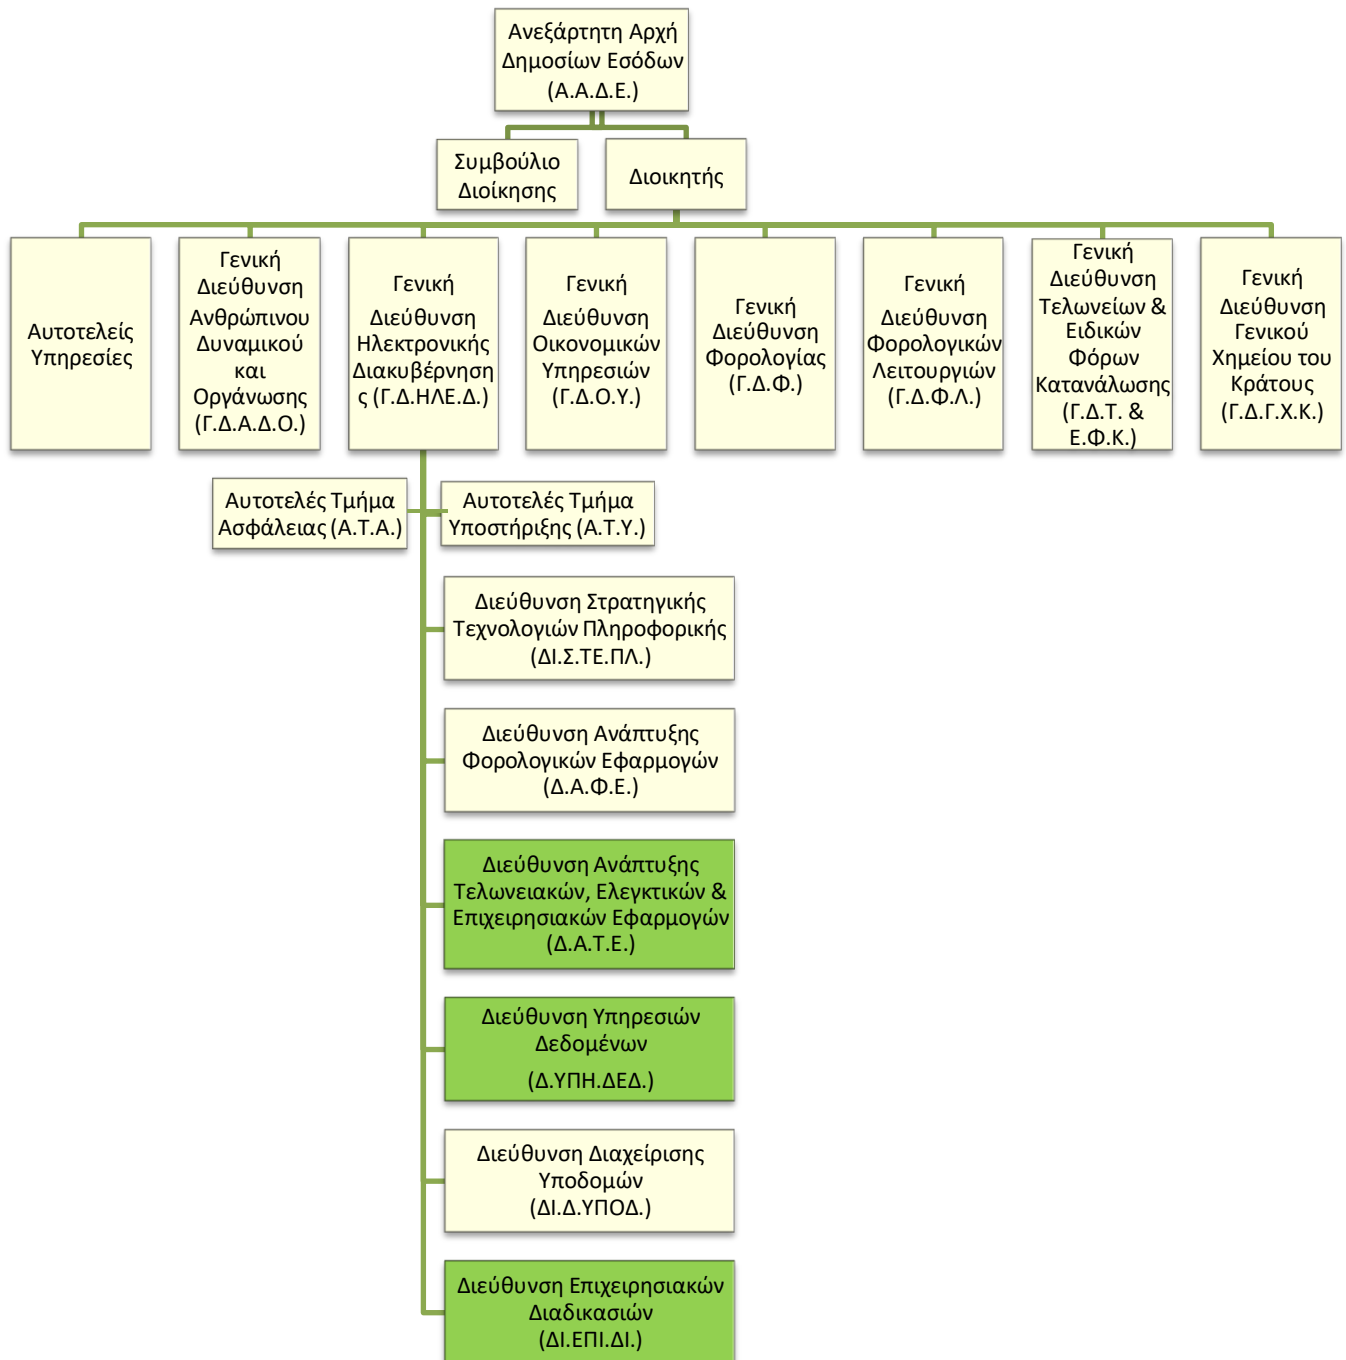 Ανεξάρτητη Αρχή
Δημοσίων Εσόδων
(Α.Α.Δ.Ε.)
Συμβούλιο
Διοίκησης
Διοικητής
Αυτοτελείς
Υπηρεσίες
Γενική
Διεύθυνση
Ανθρώπινου
Δυναμικού
και
Οργάνωσης
(Γ.Δ.Α.Δ.Ο.)
Γενική
Διεύθυνση
Ηλεκτρονικής
Διακυβέρνηση
ς (Γ.Δ.ΗΛΕ.Δ.)
Γενική
Διεύθυνση
Οικονομικών
Υπηρεσιών
(Γ.Δ.Ο.Υ.)
Γενική
Διεύθυνση
Φορολογίας
(Γ.Δ.Φ.)
Γενική
Διεύθυνση
Φορολογικών
Λειτουργιών
(Γ.Δ.Φ.Λ.)
Γενική
Διεύθυνση
Τελωνείων &
Ειδικών
Φόρων
Κατανάλωσης
(Γ.Δ.Τ. &
Ε.Φ.Κ.)
Γενική
Διεύθυνση
Γενικού
Χημείου του
Κράτους
(Γ.Δ.Γ.Χ.Κ.)
Αυτοτελές Τμήμα
Ασφάλειας (Α.Τ.Α.)
Αυτοτελές Τμήμα
Υποστήριξης (Α.Τ.Υ.)
Διεύθυνση Στρατηγικής
Τεχνολογιών Πληροφορικής
(ΔΙ.Σ.ΤΕ.ΠΛ.)
Διεύθυνση Ανάπτυξης
Φορολογικών Εφαρμογών
(Δ.Α.Φ.Ε.)
Διεύθυνση Ανάπτυξης
Τελωνειακών, Ελεγκτικών &
Επιχειρησιακών Εφαρμογών
(Δ.Α.Τ.Ε.)
Διεύθυνση Υπηρεσιών
Δεδομένων
(Δ.ΥΠΗ.ΔΕΔ.)
Διεύθυνση Διαχείρισης
Υποδομών
(ΔΙ.Δ.ΥΠΟΔ.)
Διεύθυνση Επιχειρησιακών
Διαδικασιών
(ΔΙ.ΕΠΙ.ΔΙ.)